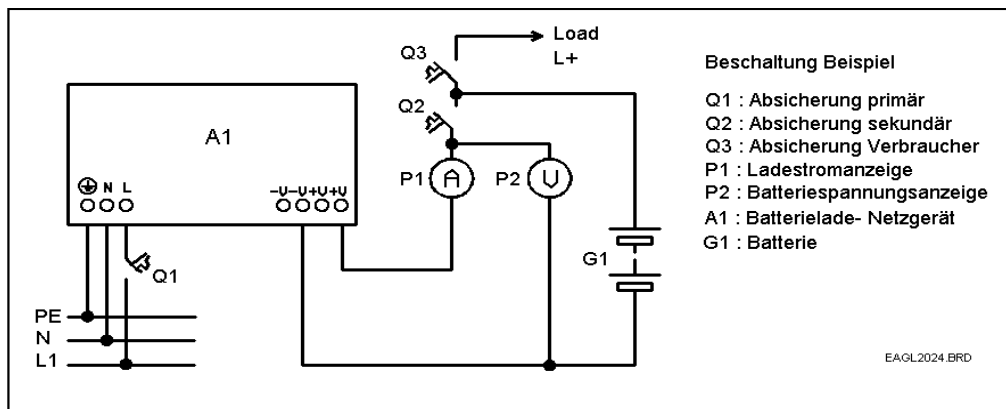 Load
L+
Q3
Q2
A1
N L
-V-V+V+V
P1
A
P2
V
Q1
G1
PE
N
L1
Beschaltung Beispiel
Q1 : Absicherung primär
Q2 : Absicherung sekundär
Q3 : Absicherung Verbraucher
P1 : Ladestromanzeige
P2 : Batteriespannungsanzeige
A1 : Batterielade- Netzgerät
G1 : Batterie
EAGL2024.BRD